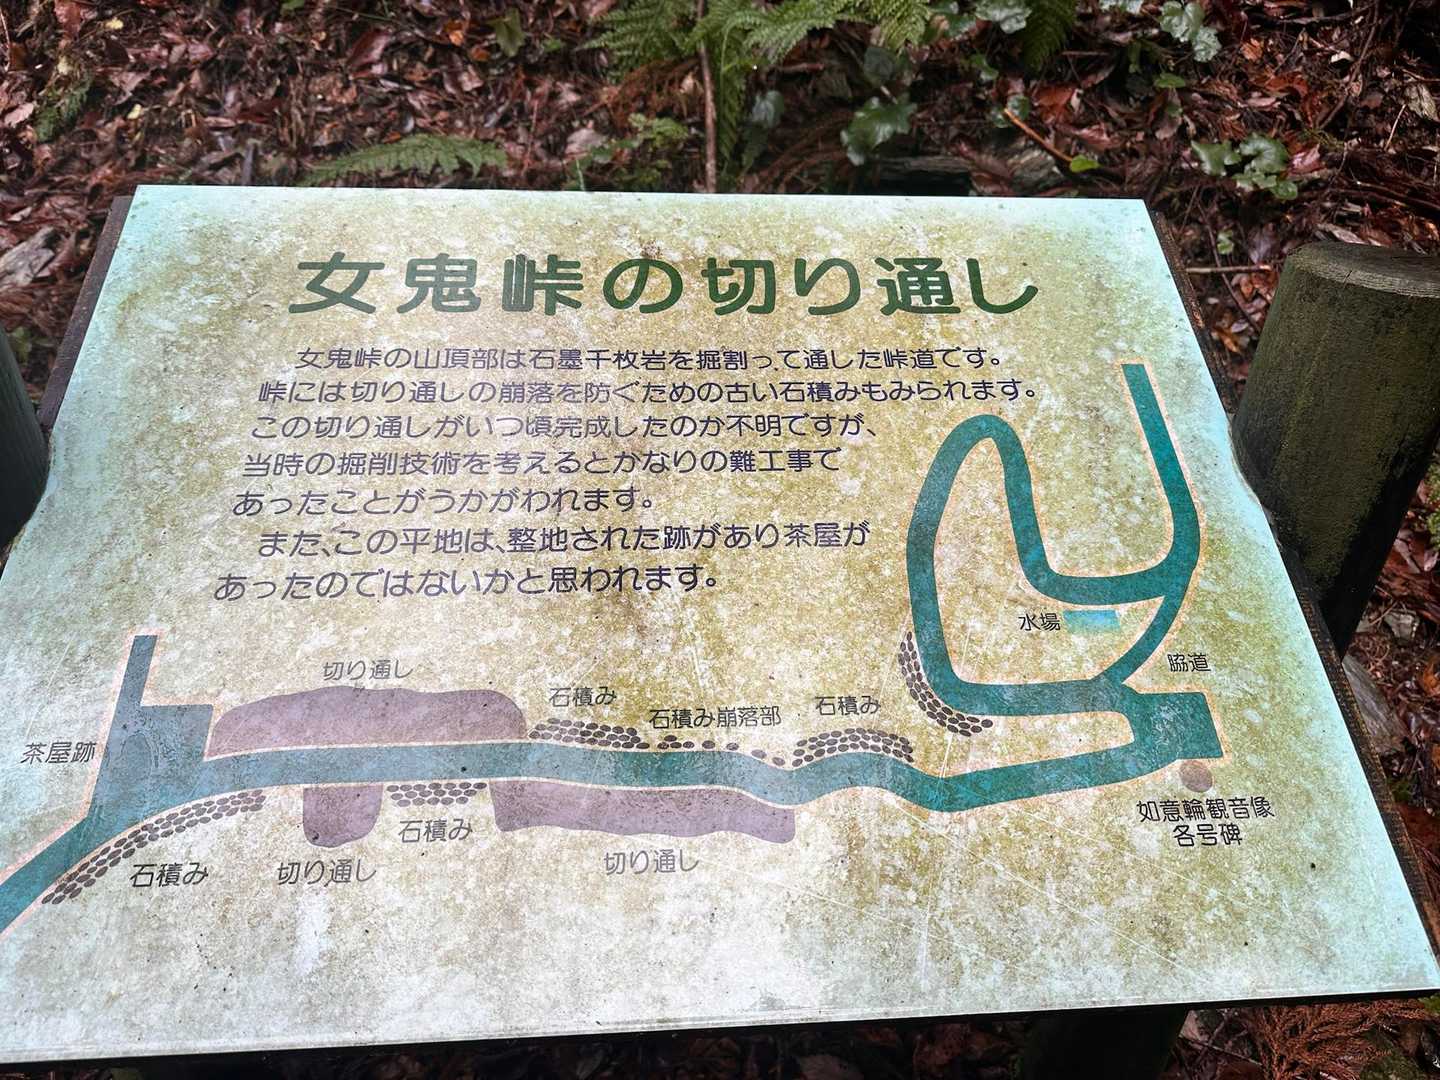 女鬼峠の切り通し
女鬼峠の山頂部は石墨千枚岩を掘割って通した峠道です。
峠には切り通しの崩落を防ぐための古い石積みもみられます。
この切り通しがいつ頃完成したのか不明ですが、
当時の掘削技術を考えるとかなりの難工事で
あったことがうかがわれます。
また、この平地は、整地された跡があり茶屋が
あったのではないかと思われます。
水場
脇道
切り通し
石積み
石積み崩落部
石積み
茶屋跡
石積み
切り通し
石積み
切り通し
如意輪観音像
各号碑